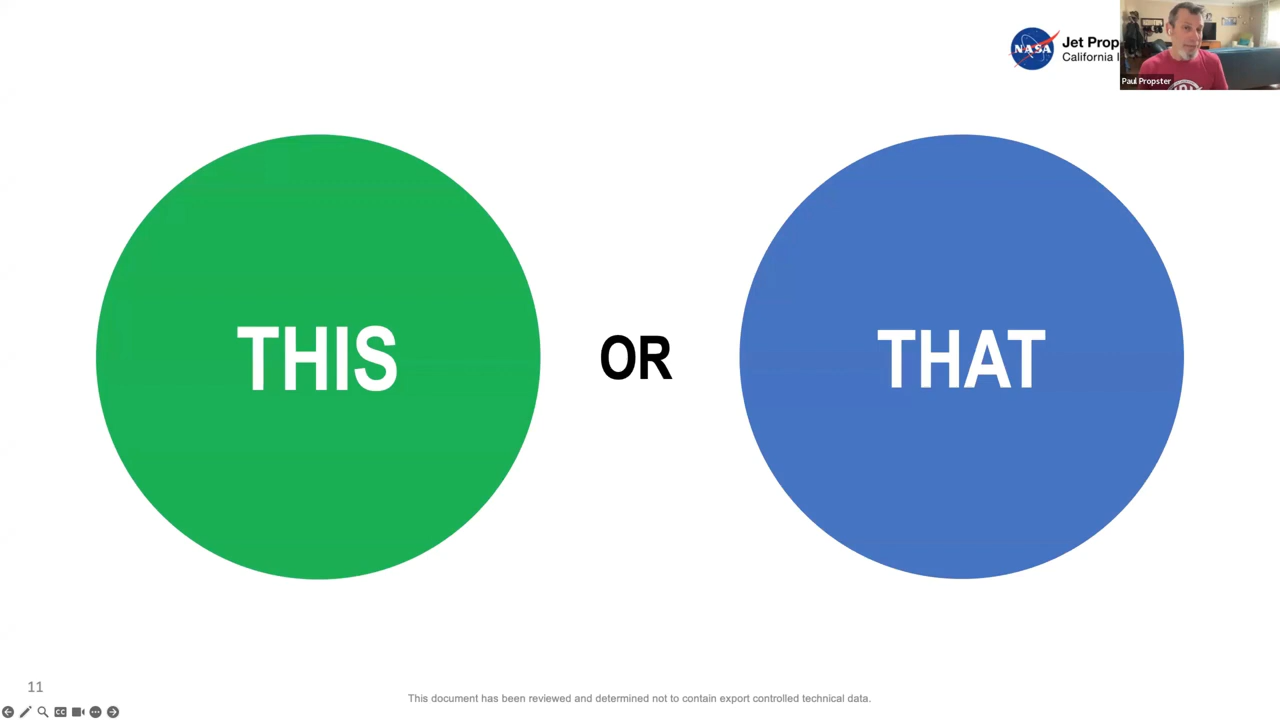 NASA
Jet Prop
California I
Paul Propster
THIS
OR
THAT
11
This document has been reviewed and determined not to contain export controlled technical data.
CC